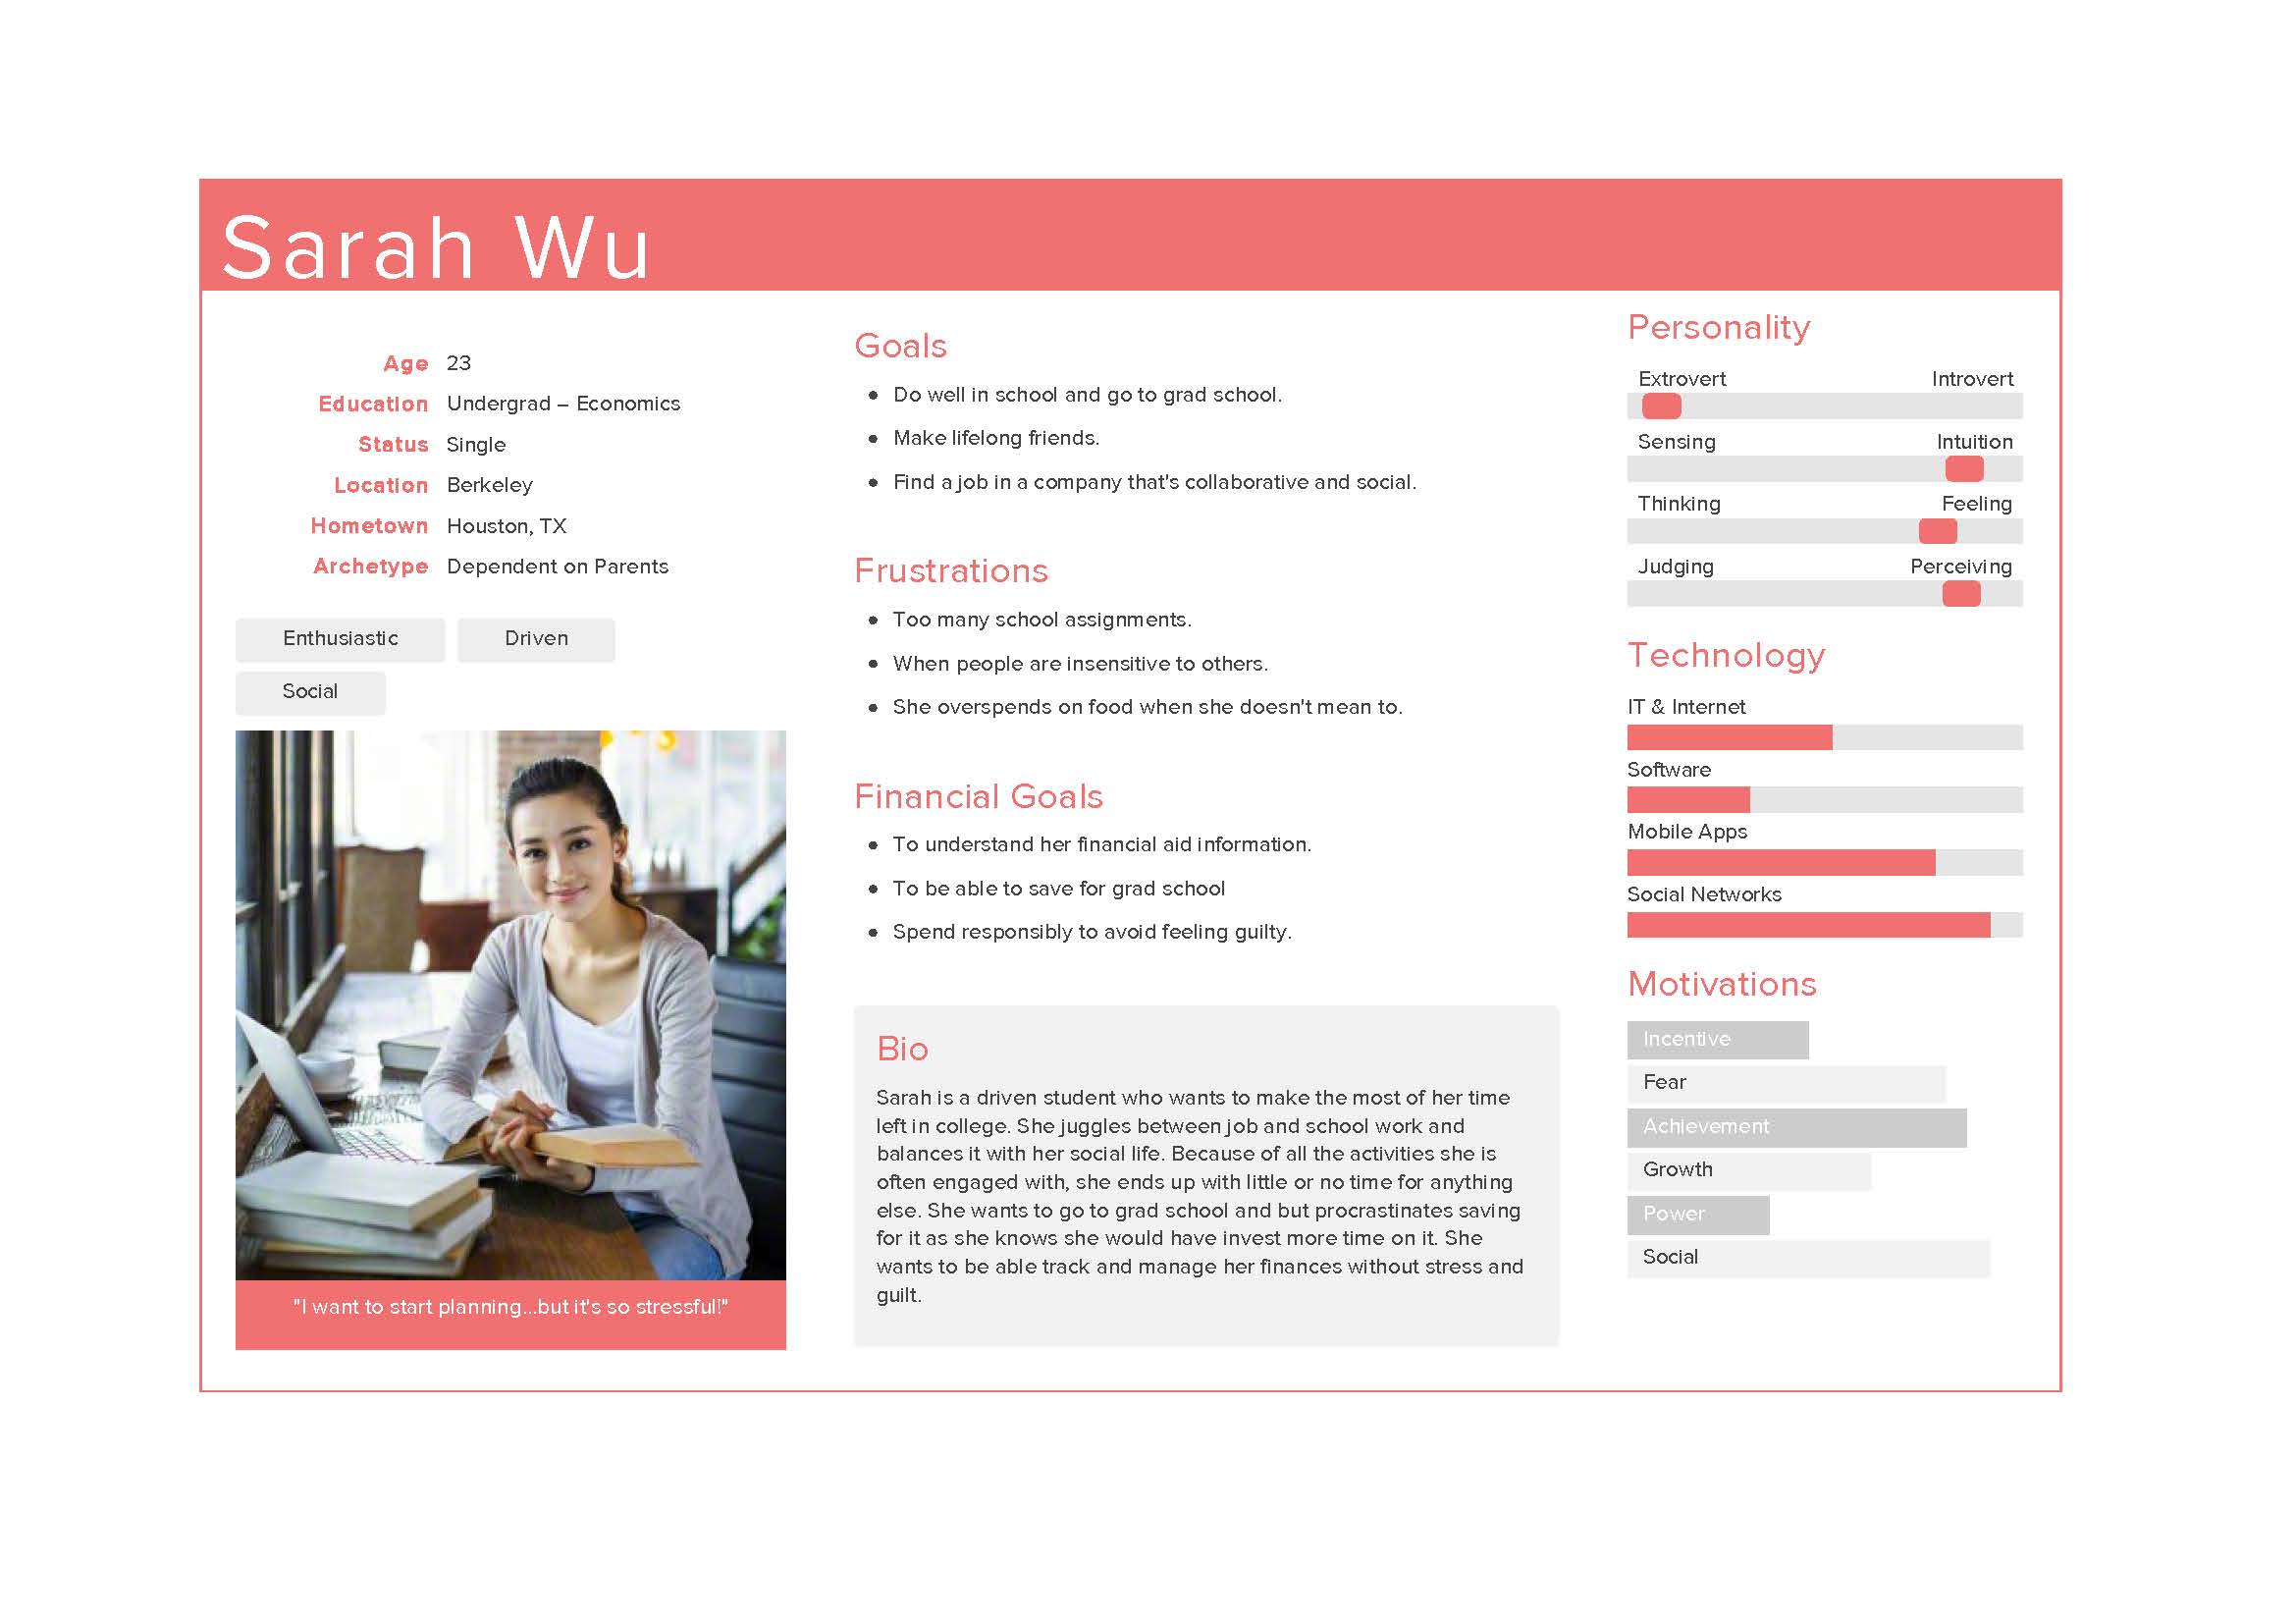 Sarah Wu
Age 23
Education Undergrad – Economics
Status Single
Location Berkeley
Hometown Houston, TX
Archetype Dependent on Parents
Enthusiastic Driven
Social
"I want to start planning...but it's so stressful!"
Goals
• Do well in school and go to grad school.
• Make lifelong friends.
• Find a job in a company that's collaborative and social.
Frustrations
• Too many school assignments.
• When people are insensitive to others.
• She overspends on food when she doesn't mean to.
Financial Goals
• To understand her financial aid information.
• To be able to save for grad school
• Spend responsibly to avoid feeling guilty.
Bio
Sarah is a driven student who wants to make the most of her time
left in college. She juggles between job and school work and
balances it with her social life. Because of all the activities she is
often engaged with, she ends up with little or no time for anything
else. She wants to go to grad school and but procrastinates saving
for it as she knows she would have invest more time on it. She
wants to be able track and manage her finances without stress and
guilt.
Personality
Extrovert Introvert
Sensing Intuition
Thinking Feeling
Judging Perceiving
Technology
IT & Internet
Software
Mobile Apps
Social Networks
Motivations
Incentive
Fear
Achievement
Growth
Power
Social